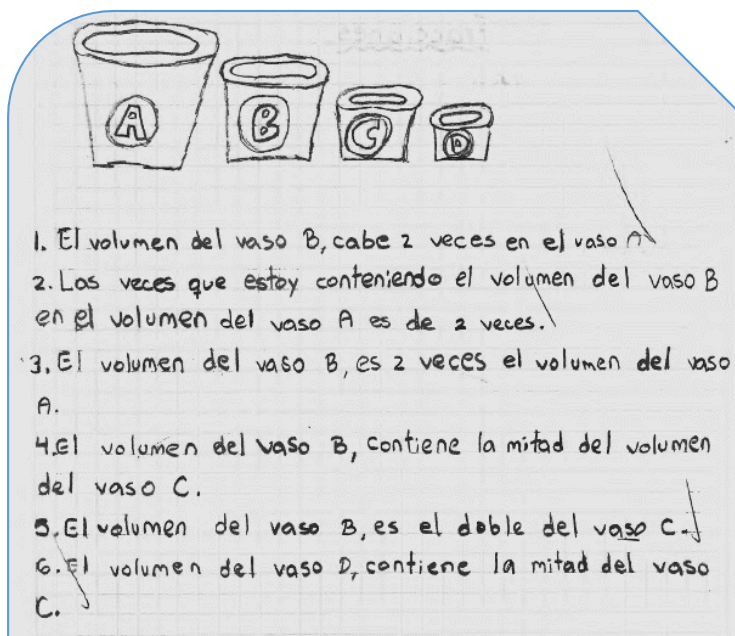 A B C D
1. El volumen del vaso B, cabe 2 veces en el vaso A
2. Las veces que estoy conteniendo el volumen del vaso B
en el volumen del vaso A es de 2 veces.
3. El volumen del vaso B, es 2 veces el volumen del vaso
A.
4. El volumen del vaso B, contiene la mitad del volumen
del vaso C.
5. El volumen del vaso B, es el doble del vaso C.
6. El volumen del vaso D, contiene la mitad del vaso
C.